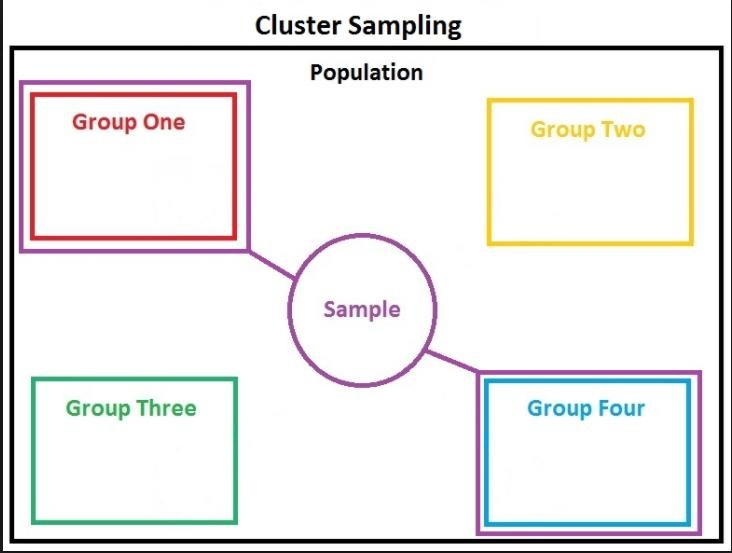 Cluster Sampling
Population
Group One
Group Two
Sample
Group Three
Group Four